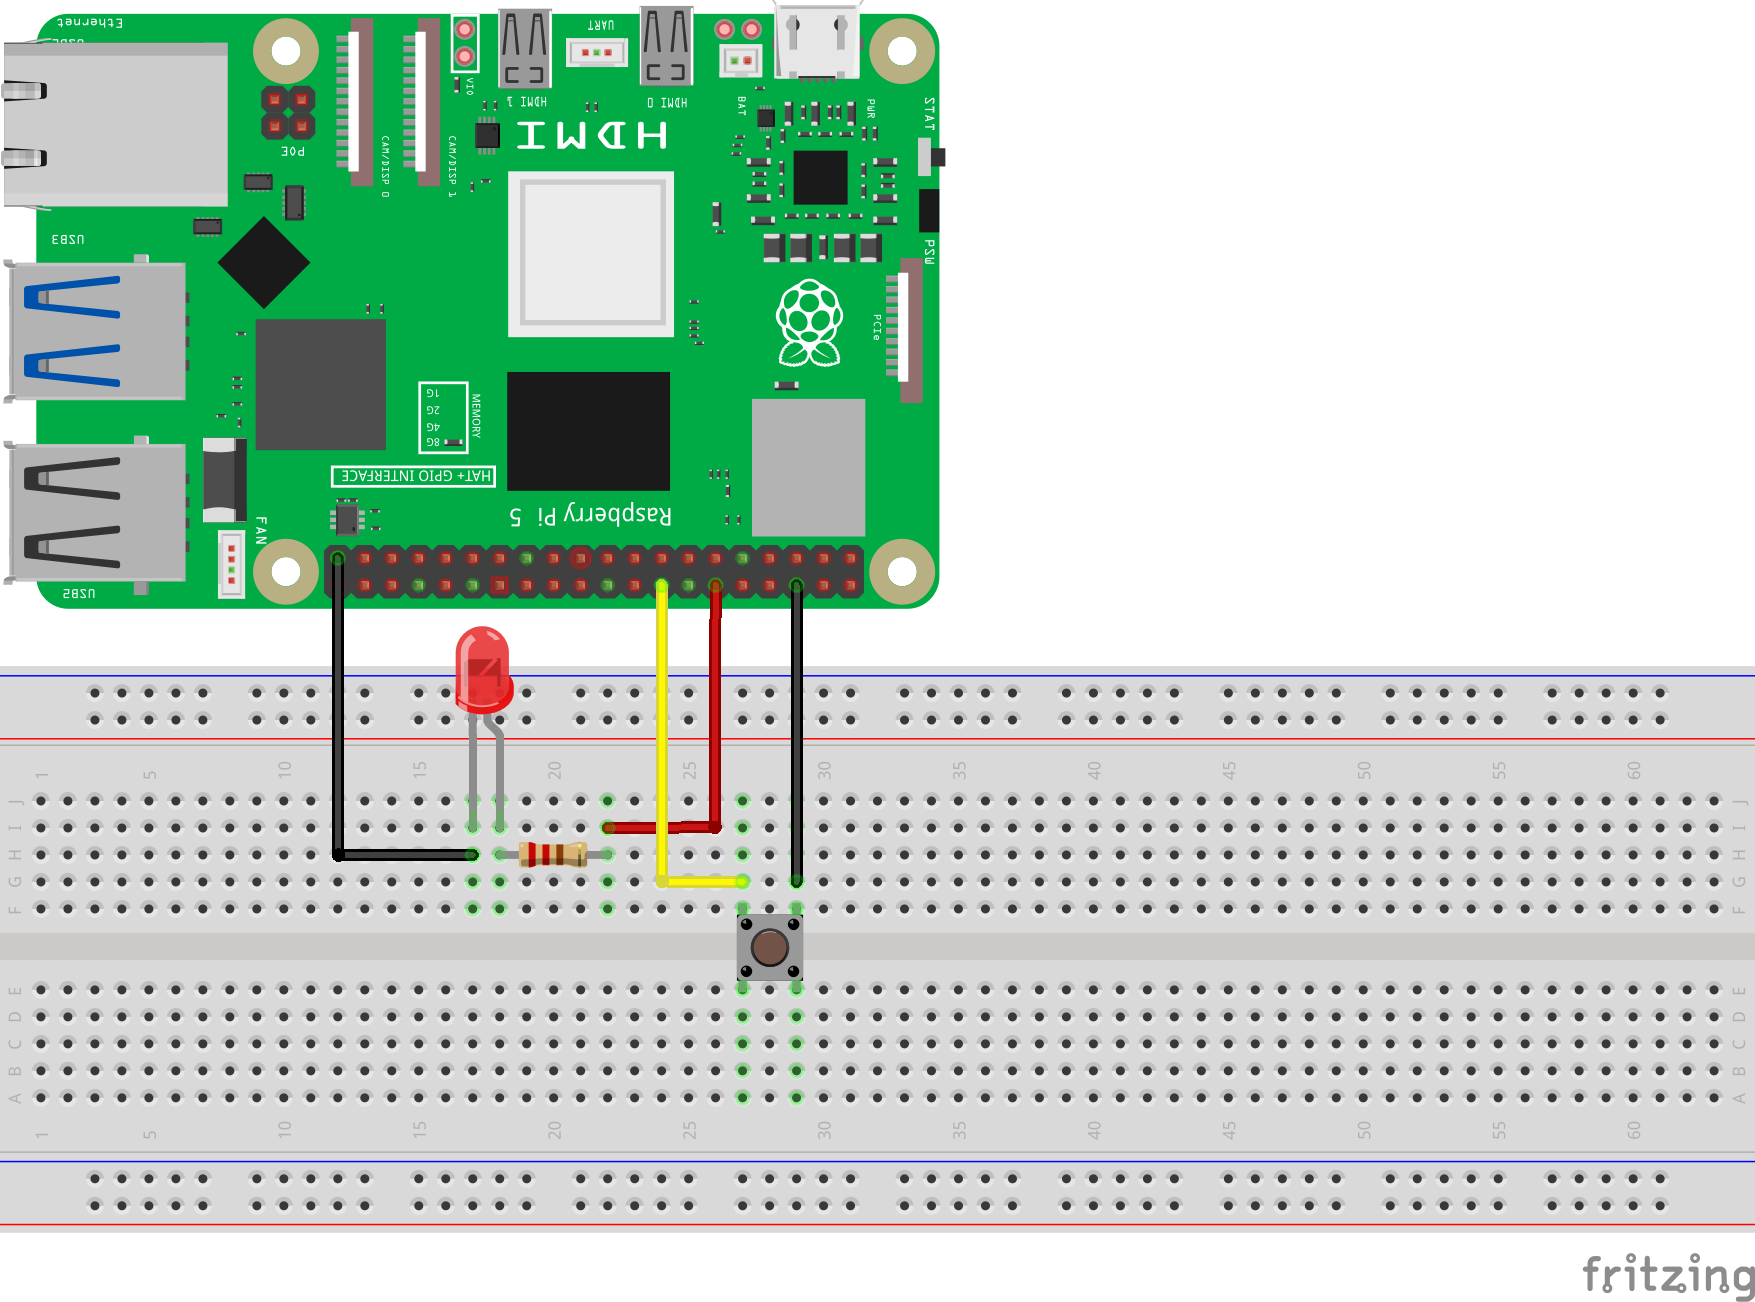 Ethernet
UART
VIO
HDMI 1
HDMI 0
BAT
PWR
STAT
HDMI
POE
CAM/DISP 0
CAM/DISP 1
USB3
PCIe
MEMORY
1G
2G
4G
8G
HAT+ GPIO INTERFACE
Raspberry Pi 5
FAN
USB2
1 5 10 15 20 25 30 35 40 45 50 55 60
J J
I I
H H
G G
F F
E E
D D
C C
B B
A A
1 5 10 15 20 25 30 35 40 45 50 55 60
fritzing